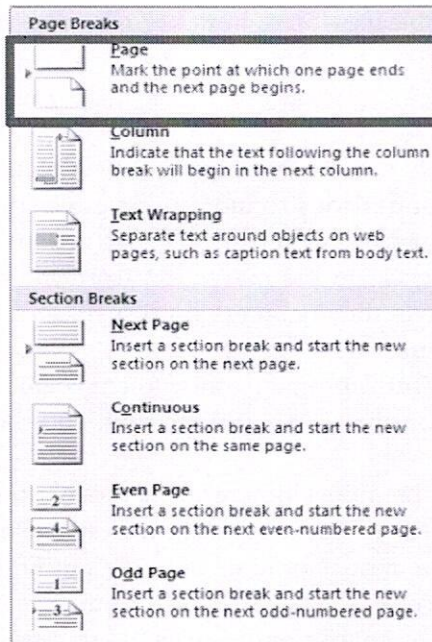 Page Breaks
Page
Mark the point at which one page ends
and the next page begins.
Column
Indicate that the text following the column
break will begin in the next column.
Text Wrapping
Separate text around objects on web
pages, such as caption text from body text.
Section Breaks
Next Page
Insert a section break and start the new
section on the next page.
Continuous
Insert a section break and start the new
section on the same page.
Even Page
Insert a section break and start the new
section on the next even-numbered page.
2
4
Odd Page
Insert a section break and start the new
section on the next odd-numbered page.
1
3